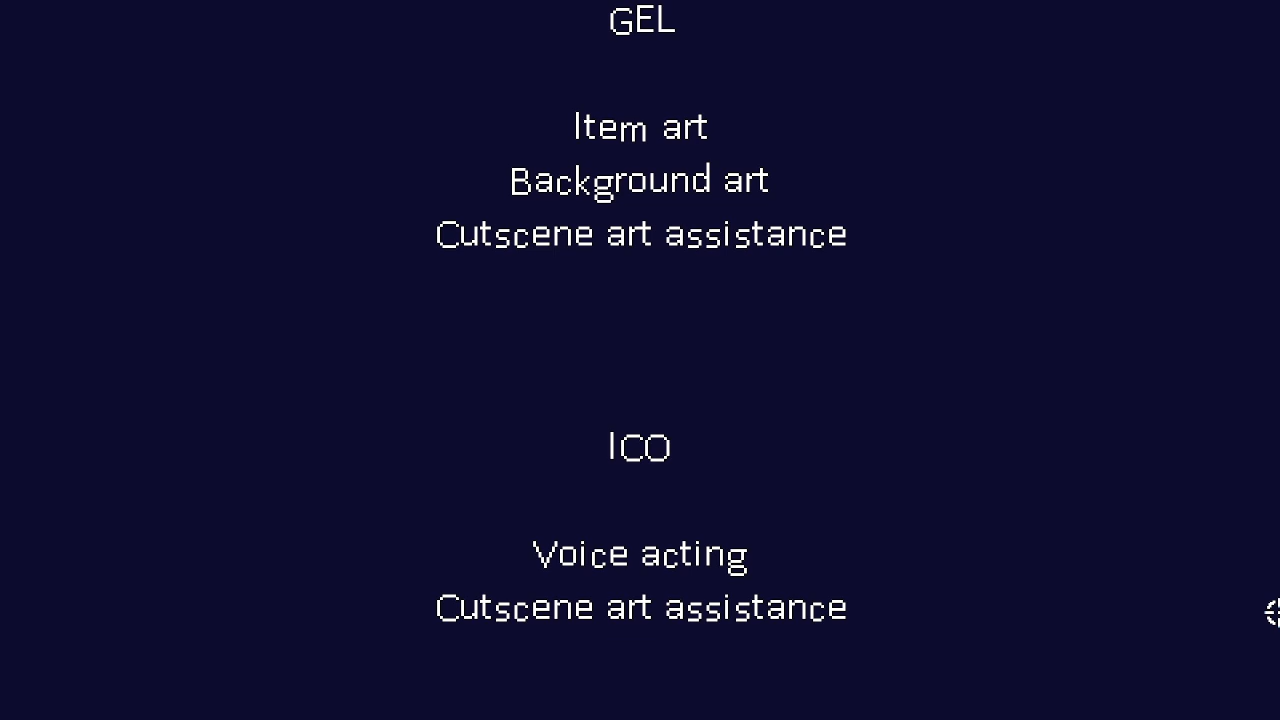 GEL
Item art
Background art
Cutscene art assistance
ICO
Voice acting
Cutscene art assistance